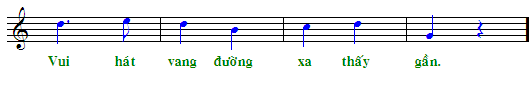 Vui hát vang đường xa thấy gần.